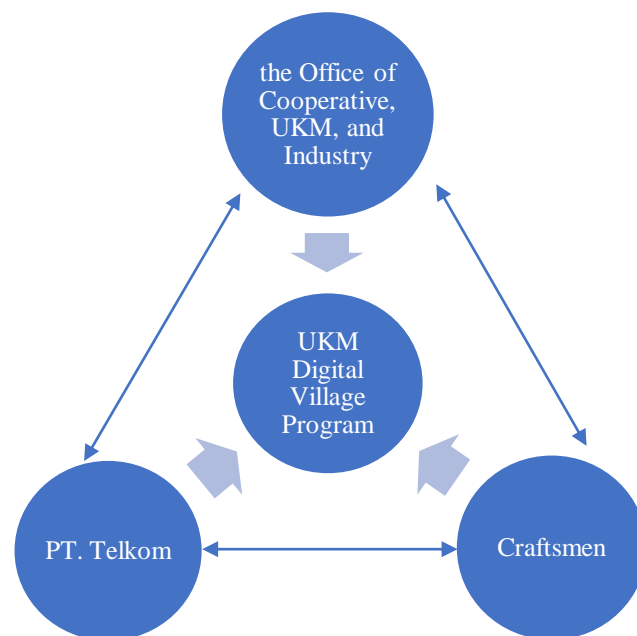 the Office of
Cooperative,
UKM, and
Industry
UKM
Digital
Village
Program
PT. Telkom
Craftsmen